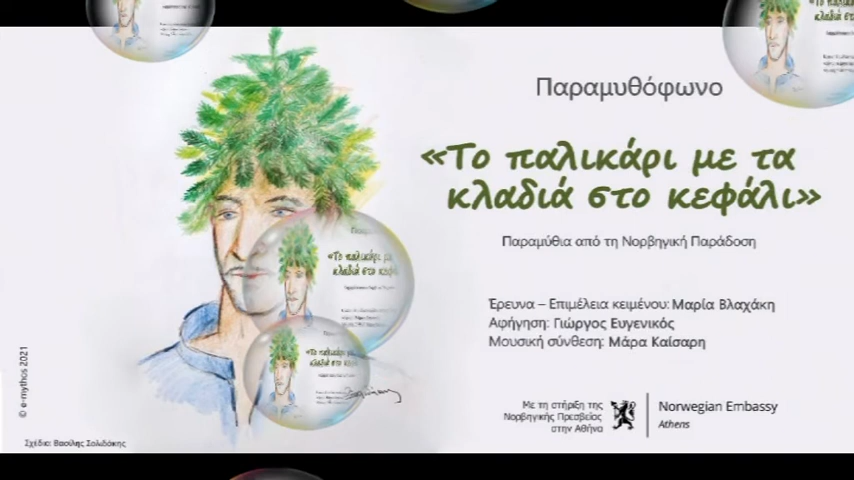 Παραμυθόφωνο
«Το παλικάρι με τα
κλαδιά στο κεφάλι»
Παραμύθια από τη Νορβηγική Παράδοση
Έρευνα – Επιμέλεια κειμένου: Μαρία Βλαχάκη
Αφήγηση: Γιώργος Ευγενικός
Μουσική σύνθεση: Μάρα Καίσαρη
Με τη στήριξη της
Νορβηγικής Πρεσβείας
στην Αθήνα
Norwegian Embassy
Athens
© e-mythos 2021
Σχέδια: Βασίλης Σολιδάκης